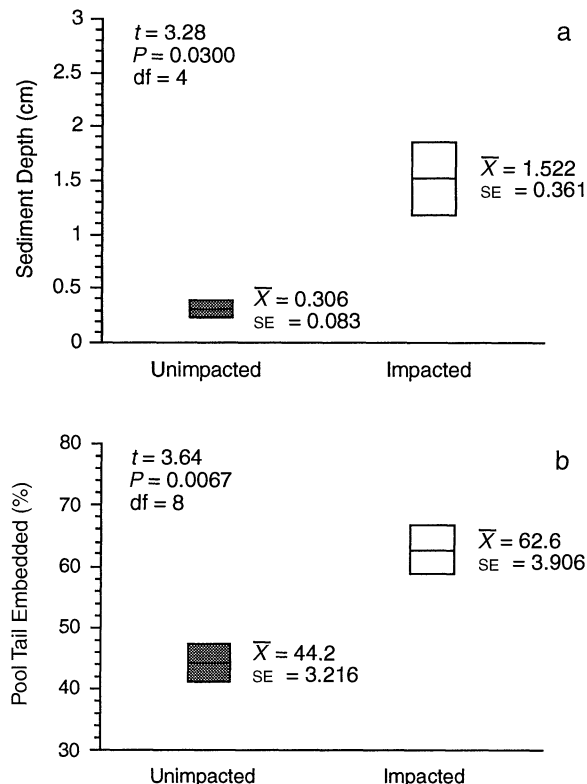 a
t = 3.28
P = 0.0300
df = 4
Sediment Depth (cm)
3
2.5
2
1.5
1
0.5
0
X̅ = 1.522
SE = 0.361
X̅ = 0.306
SE = 0.083
Unimpacted Impacted
b
t = 3.64
P = 0.0067
df = 8
Pool Tail Embedded (%)
80
70
60
50
40
30
X̅ = 62.6
SE = 3.906
X̅ = 44.2
SE = 3.216
Unimpacted Impacted